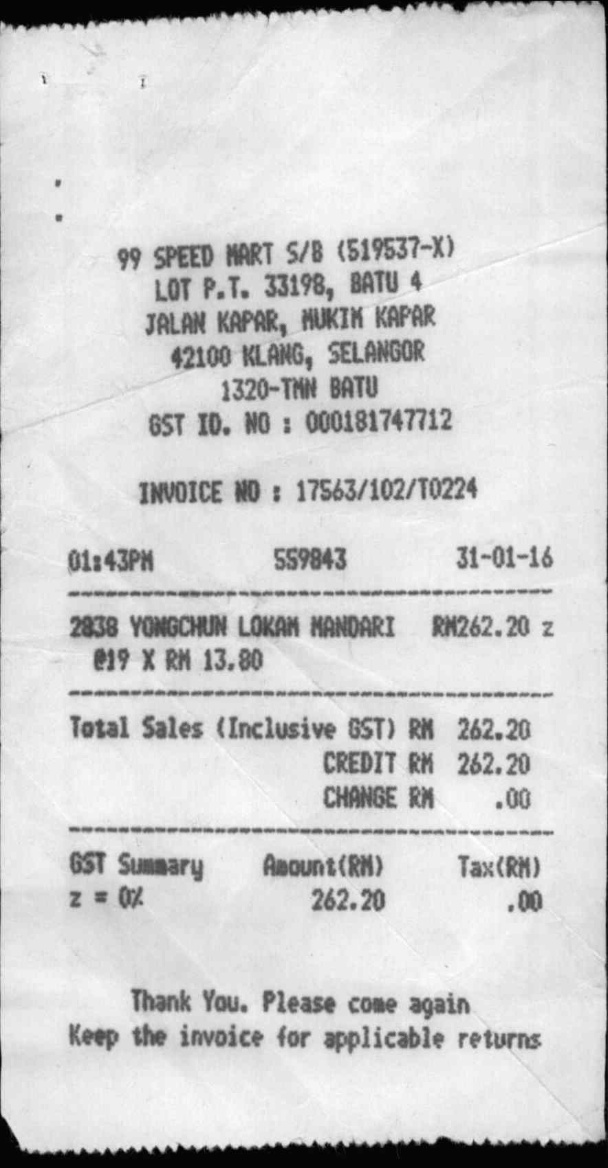 99 SPEED MART S/B (519537-X)
LOT P.T. 33198, BATU 4
JALAN KAPAR, MUKIM KAPAR
42100 KLANG, SELANGOR
1320-TMN BATU
GST ID. NO : 000181747712
INVOICE NO : 17563/102/T0224
01:43PM 559843 31-01-16
2838 YONGCHUN LOKAM MANDARI RM262.20 z
@19 X RM 13.80
Total Sales (Inclusive GST) RM 262.20
CREDIT RM 262.20
CHANGE RM .00
GST Summary Amount(RM) Tax(RM)
z = 0% 262.20 .00
Thank You. Please come again
Keep the invoice for applicable returns